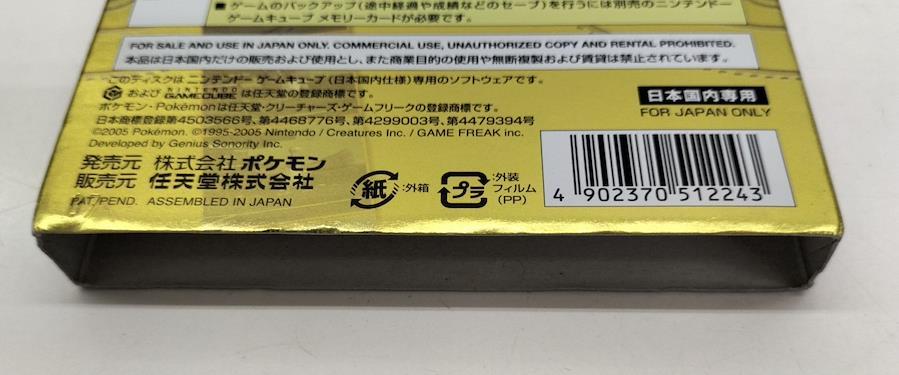 ■ゲームのバックアップ(途中経過や成績などのセーブ)を行うには別売のニンテンドー
ゲームキューブ メモリーカードが必要です。
FOR SALE AND USE IN JAPAN ONLY. COMMERCIAL USE, UNAUTHORIZED COPY AND RENTAL PROHIBITED.
本品は日本国内だけの販売および使用とし、また商業目的の使用や無断複製および賃貸は禁止されています。
このディスクは ニンテンドー ゲームキューブ(日本国内仕様)専用のソフトウェアです。
および NINTENDO GAMECUBE は任天堂の登録商標です。
ポケモン・Pokémonは任天堂・クリーチャーズ・ゲームフリークの登録商標です。
日本商標登録第4503566号、第4468776号、第4299003号、第4479394号
©2005 Pokémon. ©1995-2005 Nintendo / Creatures Inc. / GAME FREAK inc.
Developed by Genius Sonority Inc.
発売元 株式会社ポケモン
販売元 任天堂株式会社
PAT/PEND. ASSEMBLED IN JAPAN
紙 :外箱
プラ :外装フィルム(PP)
日本国内専用
FOR JAPAN ONLY
4 902370 512243